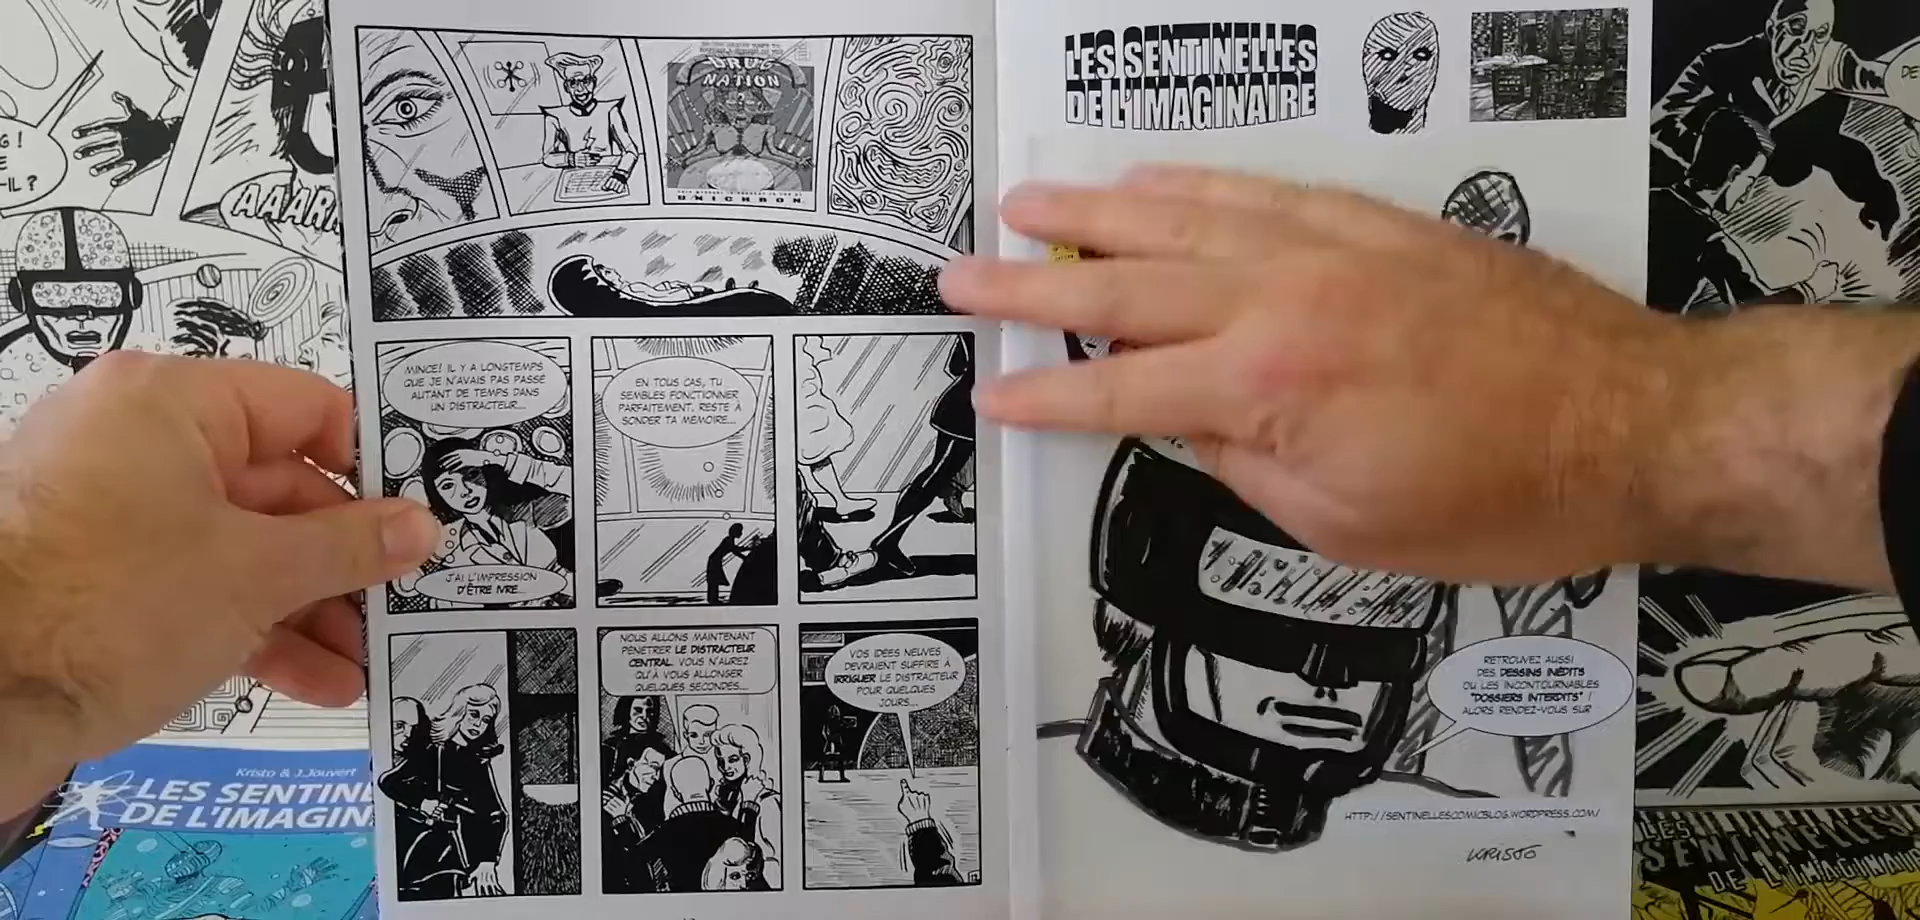 DRUG
NATION
UNICHRON
MINCE! IL Y A LONGTEMPS
QUE JE N'AVAIS PAS PASSÉ
AUTANT DE TEMPS DANS
UN DISTRACTEUR...
J'AI L'IMPRESSION
D'ÊTRE IVRE...
EN TOUS CAS, TU
SEMBLES FONCTIONNER
PARFAITEMENT. RESTE À
SONDER TA MÉMOIRE...
NOUS ALLONS MAINTENANT
PÉNÉTRER LE DISTRACTEUR
CENTRAL. VOUS N'AUREZ
QU'À VOUS ALLONGER
QUELQUES SECONDES...
VOS IDÉES NEUVES
DEVRAIENT SUFFIRE À
IRRIGUER LE DISTRACTEUR
POUR QUELQUES
JOURS...
LES SENTINELLES
DE L'IMAGINAIRE
RETROUVEZ AUSSI
DES DESSINS INÉDITS
OU LES INCONTOURNABLES
"DOSSIERS INTERDITS" !
ALORS RENDEZ-VOUS SUR
HTTP://SENTINELLESCOMICBLOG.WORDPRESS.COM/
KRISTO
G!
E
-IL ?
AAAR
Kristo & J.Jouvert
LES SENTIN
DE L'IMAGIN
DE
LES
SENTINELLES
DE L'IMAGINAIRE